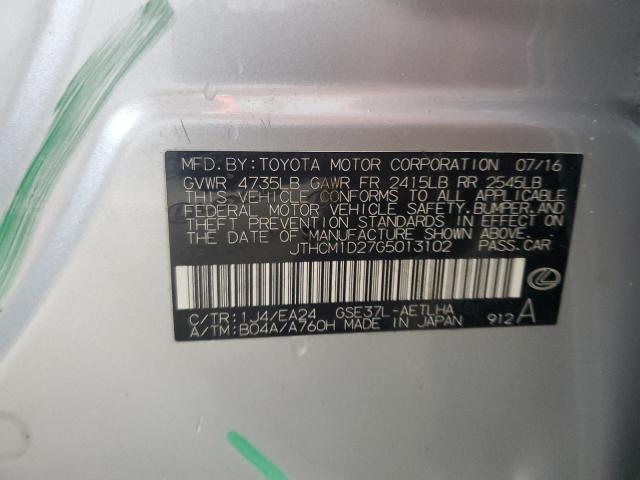 MFD. BY: TOYOTA MOTOR CORPORATION 07/16
GVWR 4735LB GAWR FR 2415LB RR 2545LB
THIS VEHICLE CONFORMS TO ALL APPLICABLE
FEDERAL MOTOR VEHICLE SAFETY, BUMPER, AND
THEFT PREVENTION STANDARDS IN EFFECT ON
THE DATE OF MANUFACTURE SHOWN ABOVE.
JTHCM1D27G5013102 PASS. CAR
C/TR: 1J4/EA24 GSE37L-AETLHA
A/TM: B04A/A760H MADE IN JAPAN 912 A